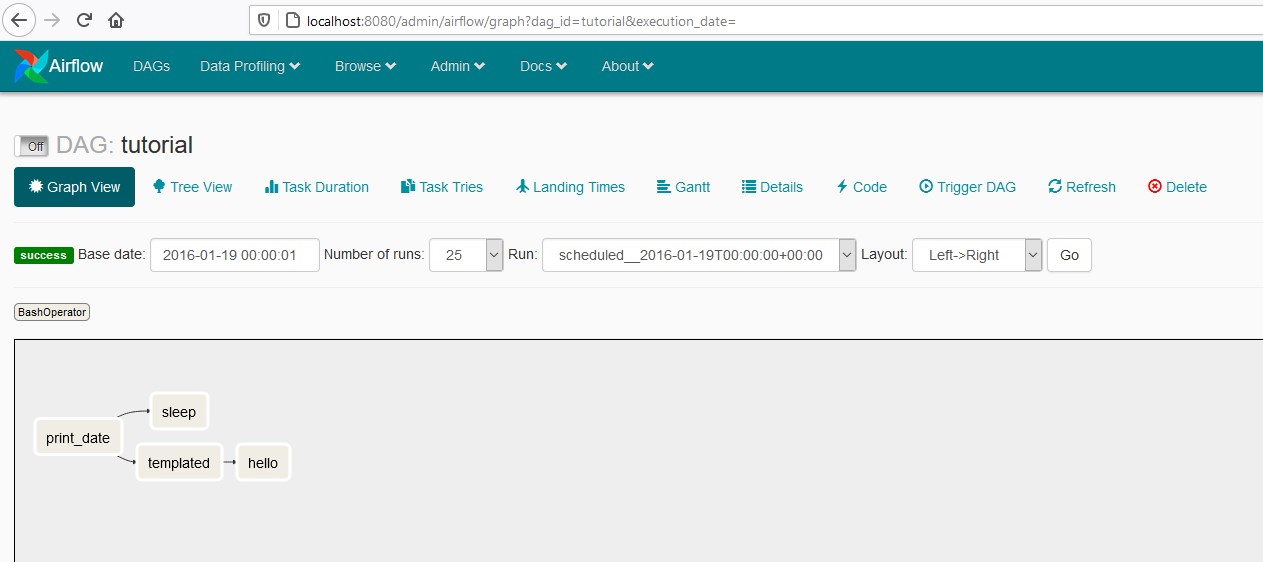 localhost:8080/admin/airflow/graph?dag_id=tutorial&execution_date=
Airflow DAGs Data Profiling Browse Admin Docs About
Off DAG: tutorial
Graph View Tree View Task Duration Task Tries Landing Times Gantt Details Code Trigger DAG Refresh Delete
success Base date: 2016-01-19 00:00:01 Number of runs: 25 Run: scheduled__2016-01-19T00:00:00+00:00 Layout: Left->Right Go
BashOperator
sleep
print_date
templated hello